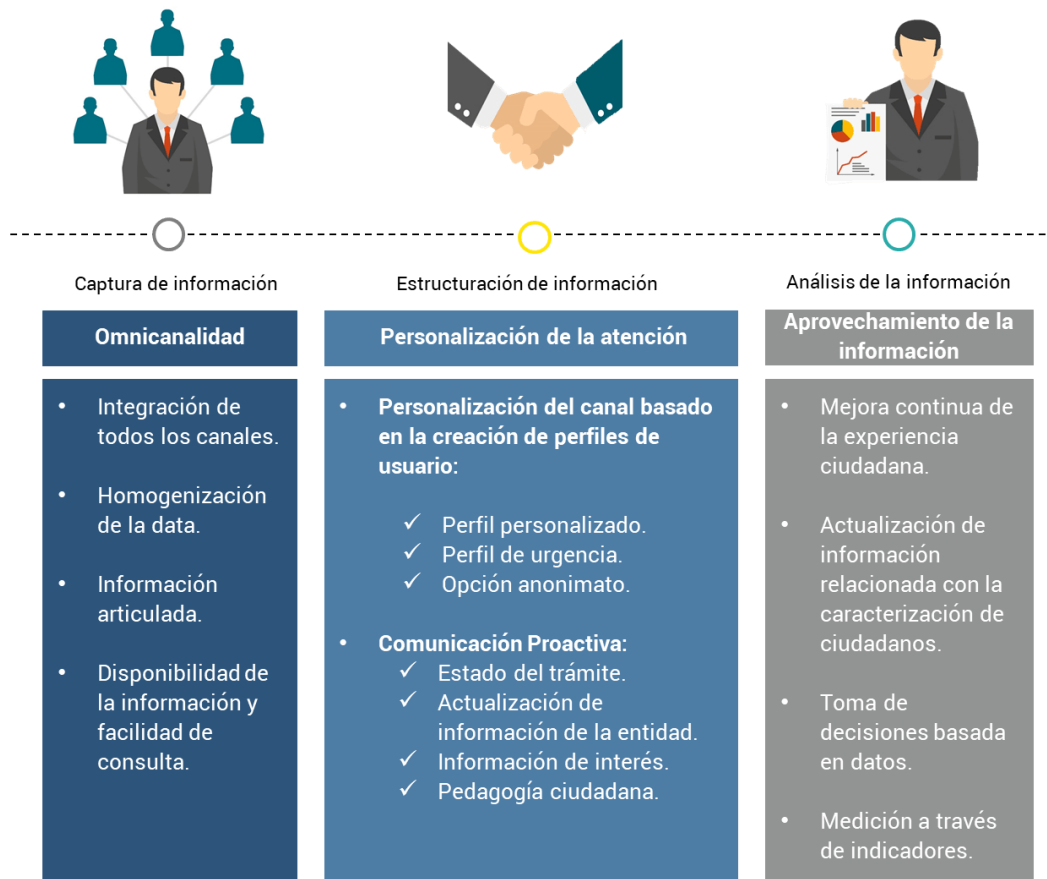 Captura de información
Estructuración de información
Análisis de la información
Omnicanalidad
Personalización de la atención
Aprovechamiento de la
información
• Integración de
todos los canales.
• Homogenización
de la data.
• Información
articulada.
• Disponibilidad de
la información y
facilidad de
consulta.
• Personalización del canal basado
en la creación de perfiles de
usuario:
✓ Perfil personalizado.
✓ Perfil de urgencia.
✓ Opción anonimato.
• Comunicación Proactiva:
✓ Estado del trámite.
✓ Actualización de
información de la entidad.
✓ Información de interés.
✓ Pedagogía ciudadana.
• Mejora continua de
la experiencia
ciudadana.
• Actualización de
información
relacionada con la
caracterización de
ciudadanos.
• Toma de
decisiones basada
en datos.
• Medición a través
de indicadores.